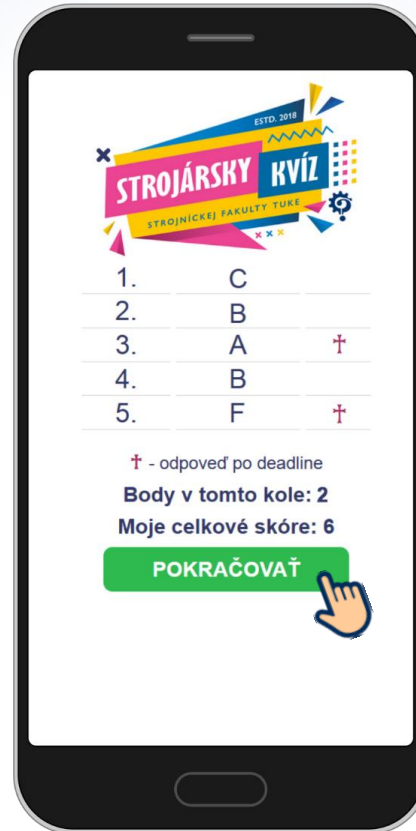 ESTD. 2018
STROJÁRSKY KVÍZ
STROJNÍCKEJ FAKULTY TUKE
1. C
2. B
3. A †
4. B
5. F †
† - odpoveď po deadline
Body v tomto kole: 2
Moje celkové skóre: 6
POKRAČOVAŤ